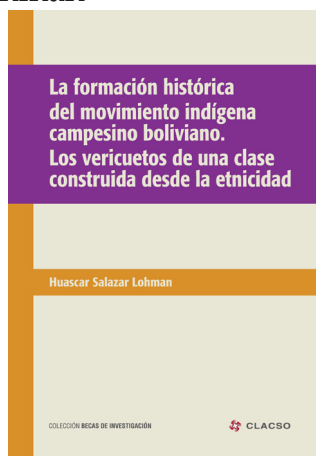 La formación histórica
del movimiento indígena
campesino boliviano.
Los vericuetos de una clase
construida desde la etnicidad
Huascar Salazar Lohman
COLECCIÓN BECAS DE INVESTIGACIÓN
CLACSO